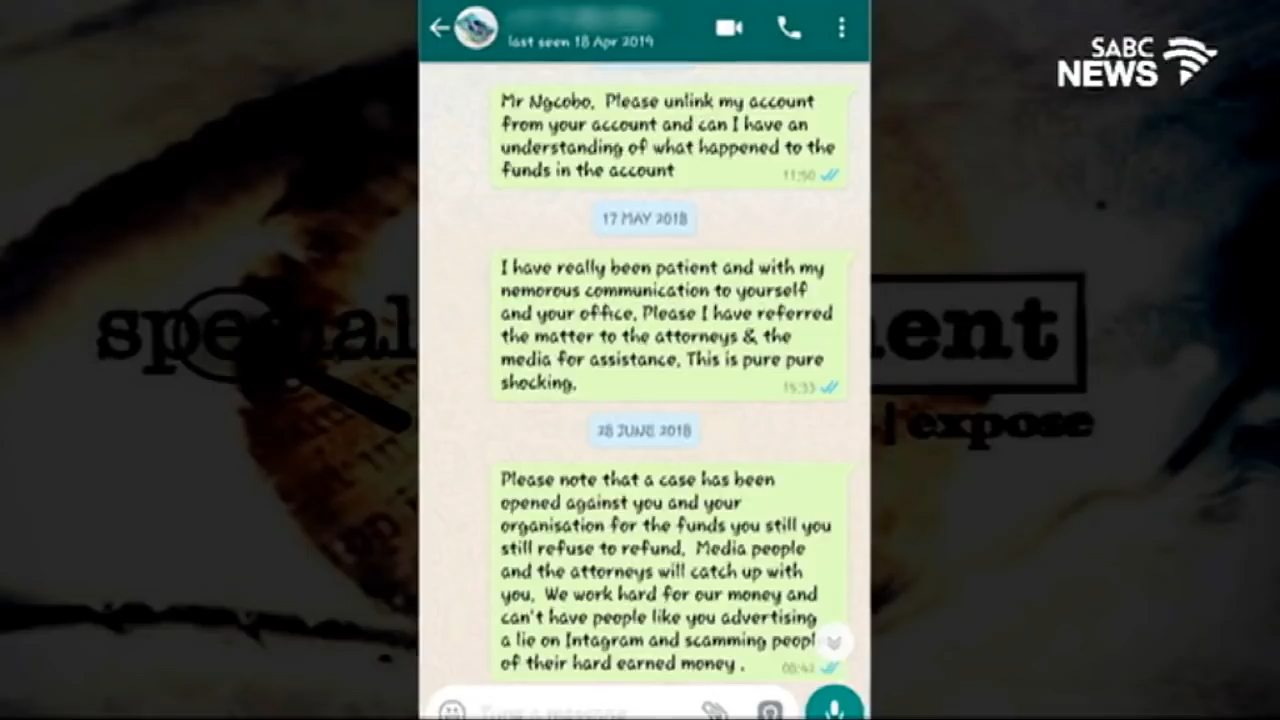 last seen 18 Apr 2019
SABC
NEWS
Mr Ngcobo, Please unlink my account
from your account and can I have an
understanding of what happened to the
funds in the account
11:50
17 MAY 2018
I have really been patient and with my
nemorous communication to yourself
and your office, Please I have referred
the matter to the attorneys & the
media for assistance, This is pure pure
shocking,
15:33
28 JUNE 2018
Please note that a case has been
opened against you and your
organisation for the funds you still you
still refuse to refund, Media people
and the attorneys will catch up with
you, We work hard for our money and
can't have people like you advertising
a lie on Intagram and scamming peopl
of their hard earned money .
Type a message
special
expose